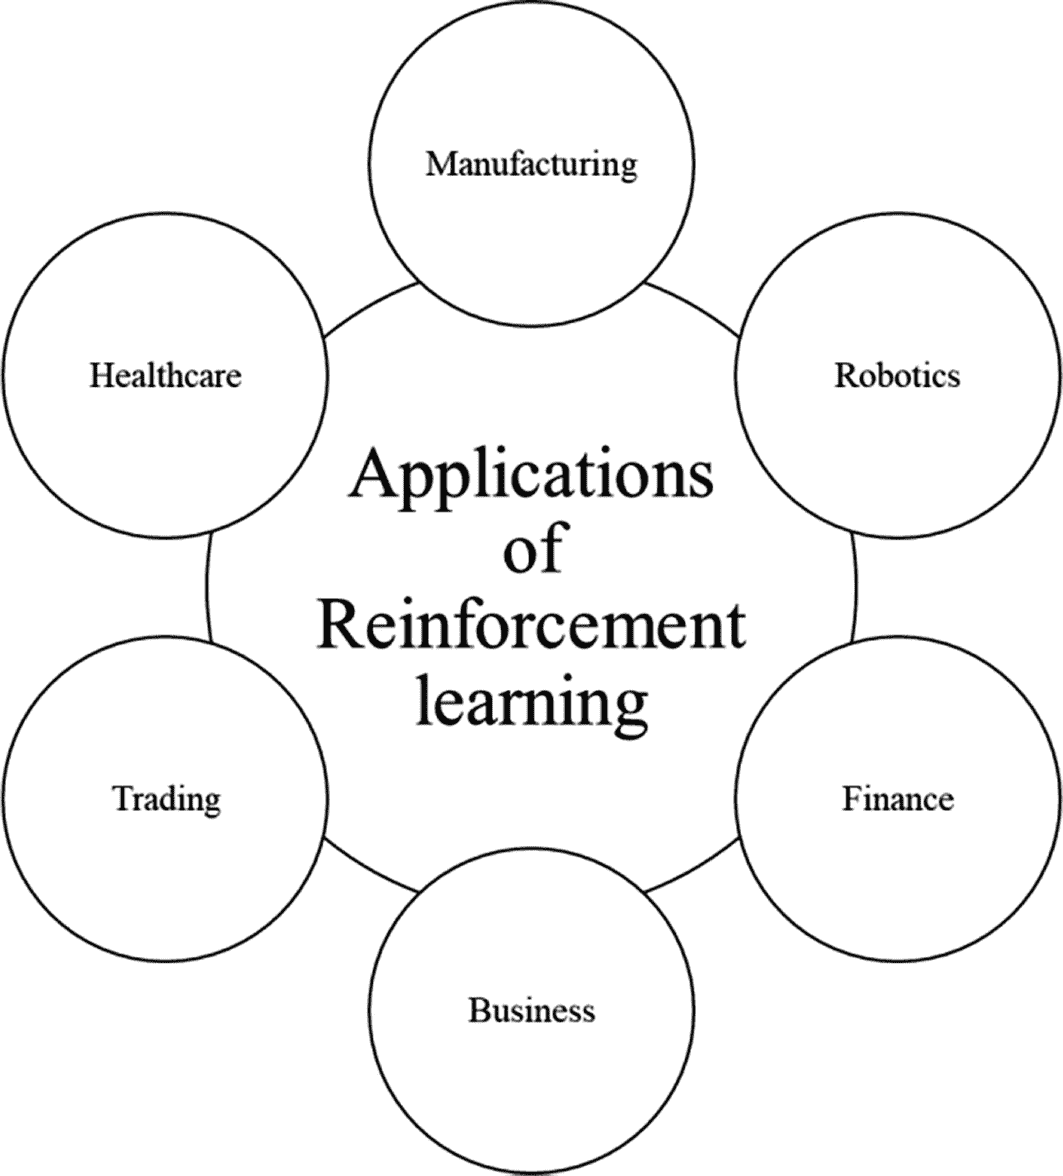 Manufacturing
Healthcare
Robotics
Applications
of
Reinforcement
learning
Trading
Finance
Business